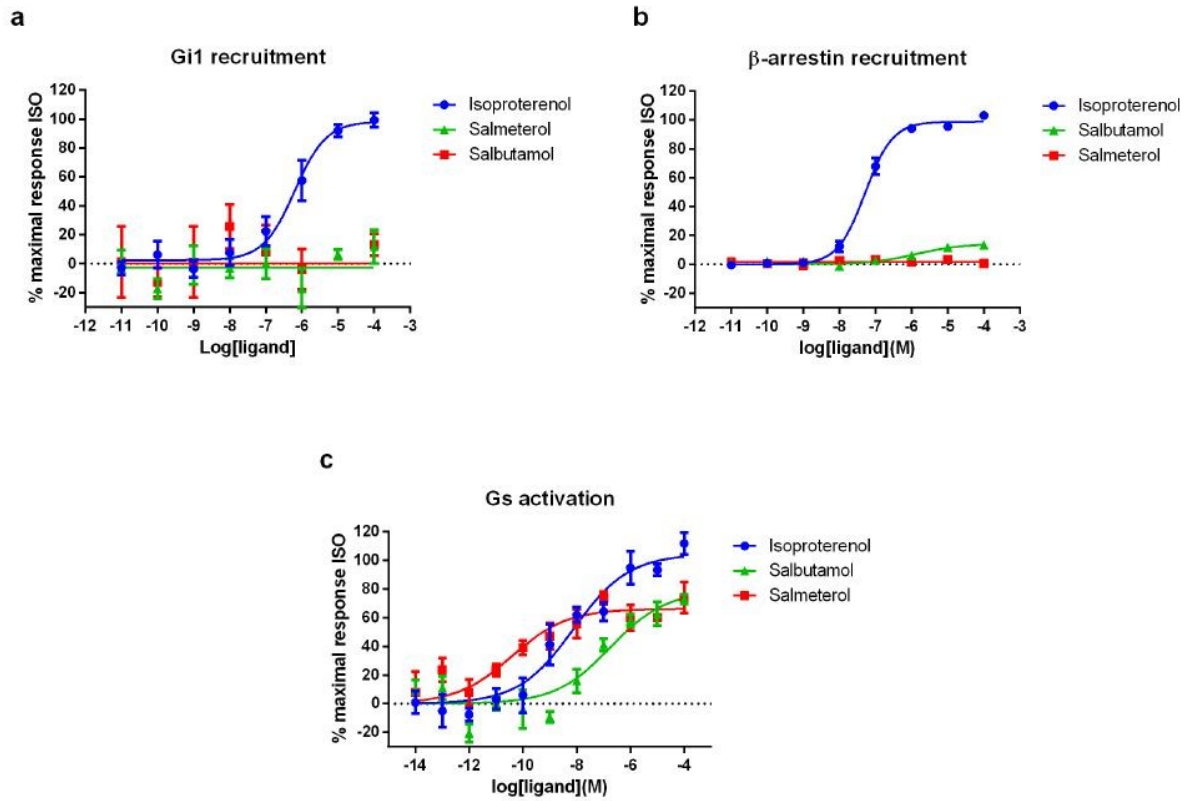 a
Gi1 recruitment
% maximal response ISO
120
100
80
60
40
20
0
-20
-12 -11 -10 -9 -8 -7 -6 -5 -4 -3
Log[ligand]
Isoproterenol
Salmeterol
Salbutamol
b
β-arrestin recruitment
% maximal response ISO
120
100
80
60
40
20
0
-20
-12 -11 -10 -9 -8 -7 -6 -5 -4 -3
log[ligand](M)
Isoproterenol
Salbutamol
Salmeterol
c
Gs activation
% maximal response ISO
120
100
80
60
40
20
0
-20
-14 -12 -10 -8 -6 -4
log[ligand](M)
Isoproterenol
Salbutamol
Salmeterol